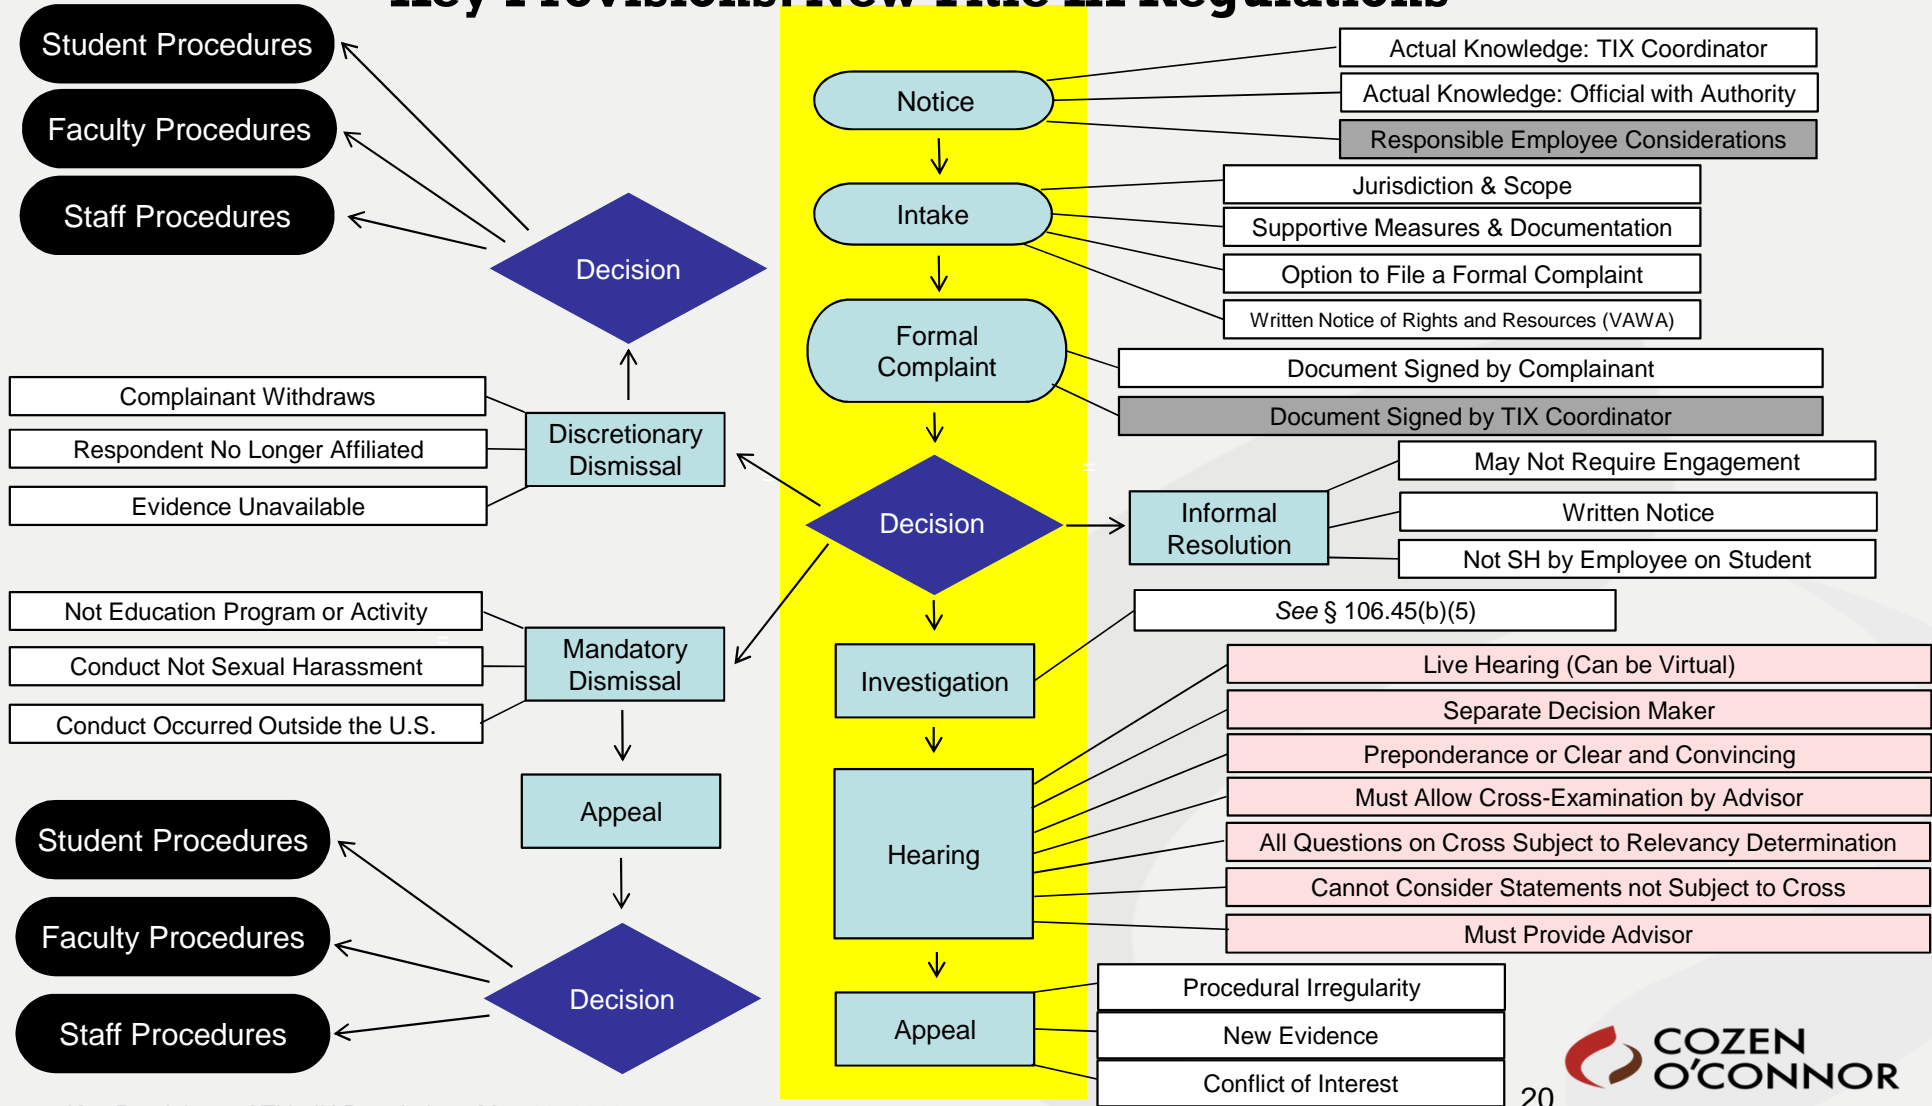 Key Provisions: New Title IX Regulations
Student Procedures
Faculty Procedures
Staff Procedures
Decision
Complainant Withdraws
Respondent No Longer Affiliated
Evidence Unavailable
Discretionary
Dismissal
Not Education Program or Activity
Conduct Not Sexual Harassment
Conduct Occurred Outside the U.S.
Mandatory
Dismissal
Appeal
Student Procedures
Faculty Procedures
Staff Procedures
Decision
Notice
Actual Knowledge: TIX Coordinator
Actual Knowledge: Official with Authority
Responsible Employee Considerations
Intake
Jurisdiction & Scope
Supportive Measures & Documentation
Option to File a Formal Complaint
Written Notice of Rights and Resources (VAWA)
Formal
Complaint
Document Signed by Complainant
Document Signed by TIX Coordinator
Decision
Informal
Resolution
May Not Require Engagement
Written Notice
Not SH by Employee on Student
Investigation
See § 106.45(b)(5)
Hearing
Live Hearing (Can be Virtual)
Separate Decision Maker
Preponderance or Clear and Convincing
Must Allow Cross-Examination by Advisor
All Questions on Cross Subject to Relevancy Determination
Cannot Consider Statements not Subject to Cross
Must Provide Advisor
Appeal
Procedural Irregularity
New Evidence
Conflict of Interest
20
COZEN
O'CONNOR